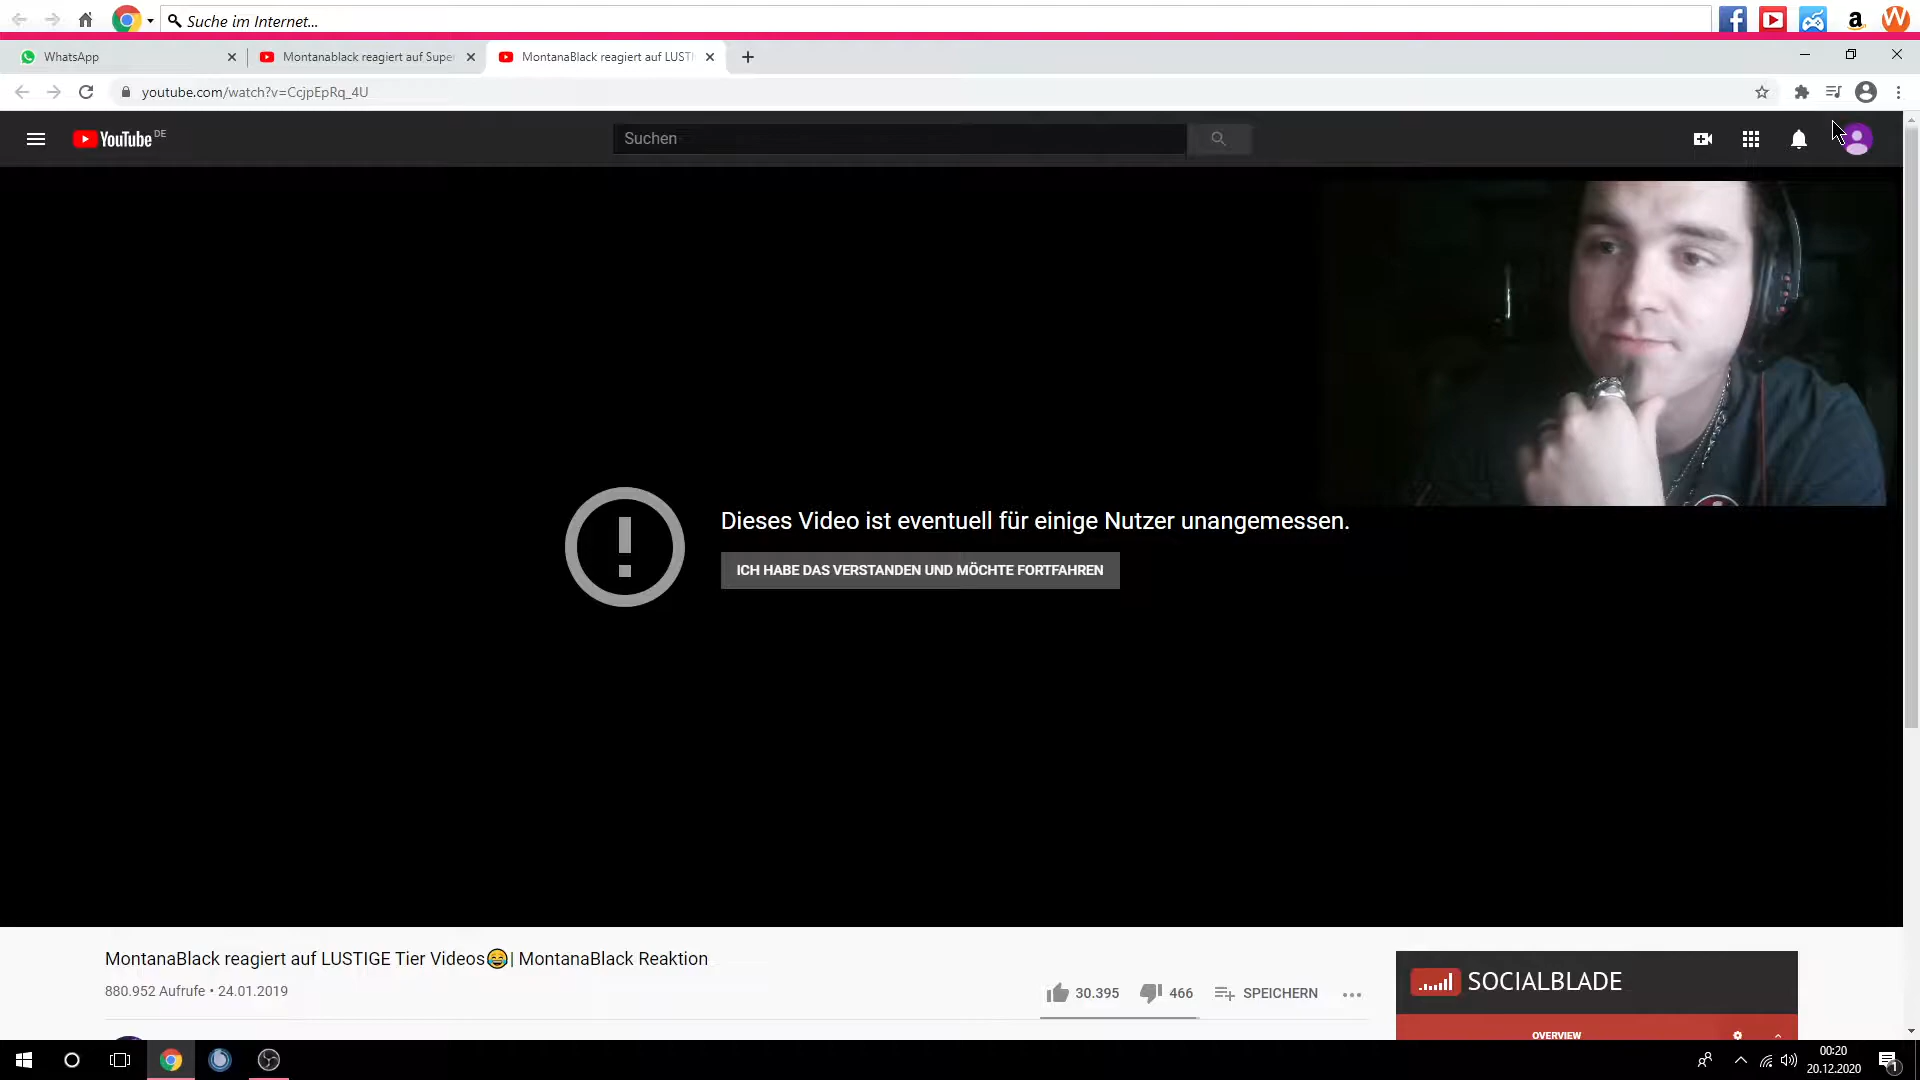 Suche im Internet...
WhatsApp
Montanablack reagiert auf Supe
MontanaBlack reagiert auf LUST
youtube.com/watch?v=CcjpEpRq_4U
YouTube DE
Suchen
Dieses Video ist eventuell für einige Nutzer unangemessen.
ICH HABE DAS VERSTANDEN UND MÖCHTE FORTFAHREN
MontanaBlack reagiert auf LUSTIGE Tier Videos😂| MontanaBlack Reaktion
880.952 Aufrufe • 24.01.2019
30.395
466
SPEICHERN
SOCIALBLADE
OVERVIEW
00:20
20.12.2020
1